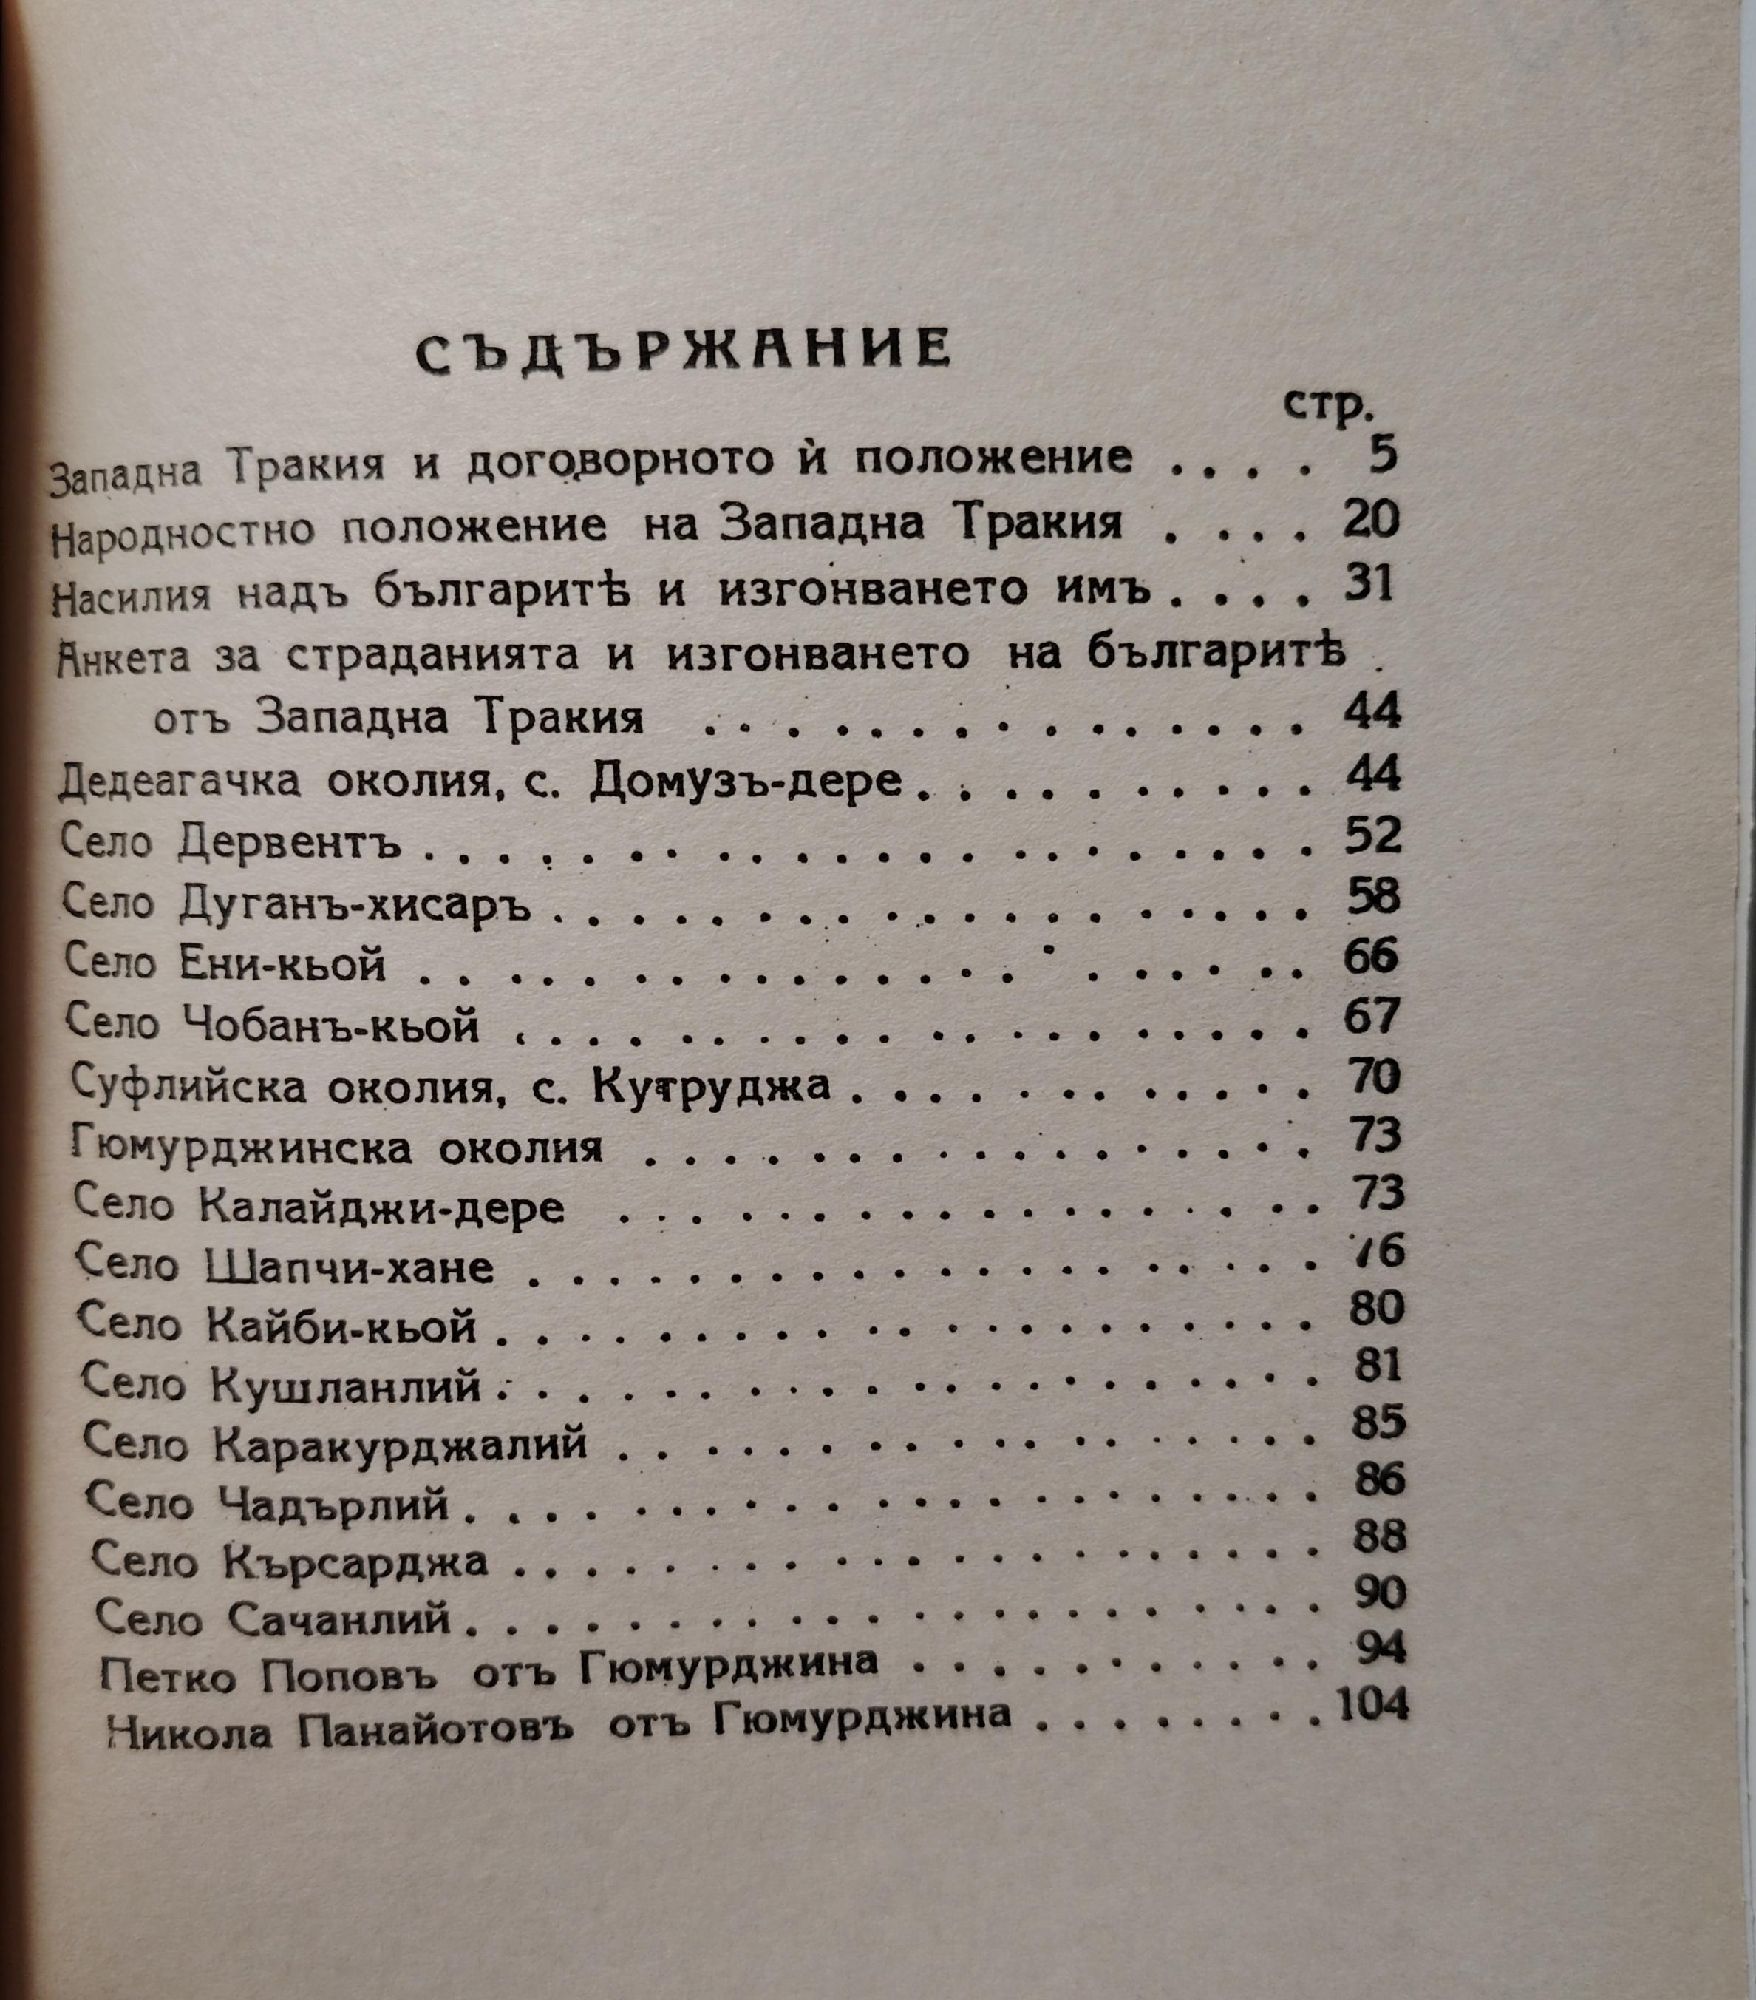 СЪДЪРЖАНИЕ
стр.
Западна Тракия и договорното ѝ положение . . . . 5
Народностно положение на Западна Тракия . . . . 20
Насилия надъ българитѣ и изгонването имъ . . . . 31
Анкета за страданията и изгонването на българитѣ
отъ Западна Тракия . . . . . . . . . . . . . . . 44
Дедеагачка околия, с. Домузъ-дере . . . . . . . . . . . 44
Село Дервентъ . . . . . . . . . . . . . . . . . . . . . . 52
Село Дуганъ-хисаръ . . . . . . . . . . . . . . . . . . . 58
Село Ени-кьой . . . . . . . . . . . . . . . . . . . . . . 66
Село Чобанъ-кьой . . . . . . . . . . . . . . . . . . . . 67
Суфлийска околия, с. Кутруджа . . . . . . . . . . . . 70
Гюмурджинска околия . . . . . . . . . . . . . . . . . 73
Село Калайджи-дере . . . . . . . . . . . . . . . . . . 73
Село Шапчи-хане . . . . . . . . . . . . . . . . . . . . 76
Село Кайби-кьой . . . . . . . . . . . . . . . . . . . . 80
Село Кушланлий . . . . . . . . . . . . . . . . . . . . 81
Село Каракурджалий . . . . . . . . . . . . . . . . . . 85
Село Чадърлий . . . . . . . . . . . . . . . . . . . . . 86
Село Кърсарджа . . . . . . . . . . . . . . . . . . . . 88
Село Сачанлий . . . . . . . . . . . . . . . . . . . . . 90
Петко Поповъ отъ Гюмурджина . . . . . . . . . . . 94
Никола Панайотовъ отъ Гюмурджина . . . . . . . . 104